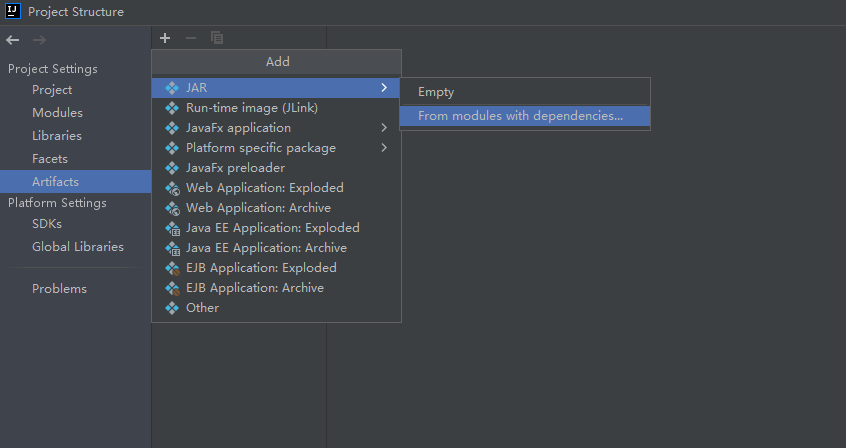 IJ
Project Structure
Project Settings
Project
Modules
Libraries
Facets
Artifacts
Platform Settings
SDKs
Global Libraries
Problems
Add
JAR
Run-time image (JLink)
JavaFx application
Platform specific package
JavaFx preloader
Web Application: Exploded
Web Application: Archive
Java EE Application: Exploded
Java EE Application: Archive
EJB Application: Exploded
EJB Application: Archive
Other
Empty
From modules with dependencies...